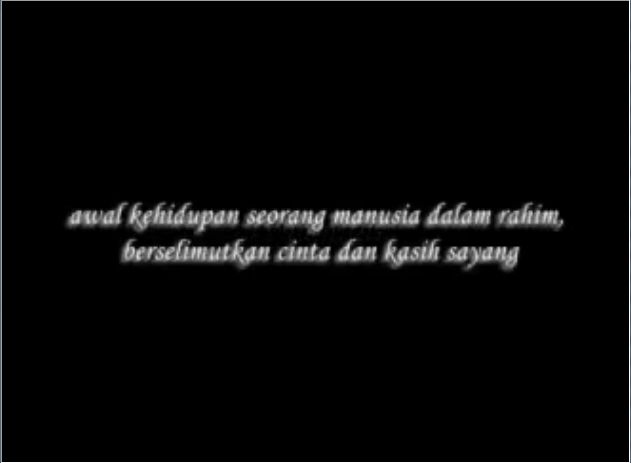 awal kehidupan seorang manusia dalam rahim,
berselimutkan cinta dan kasih sayang